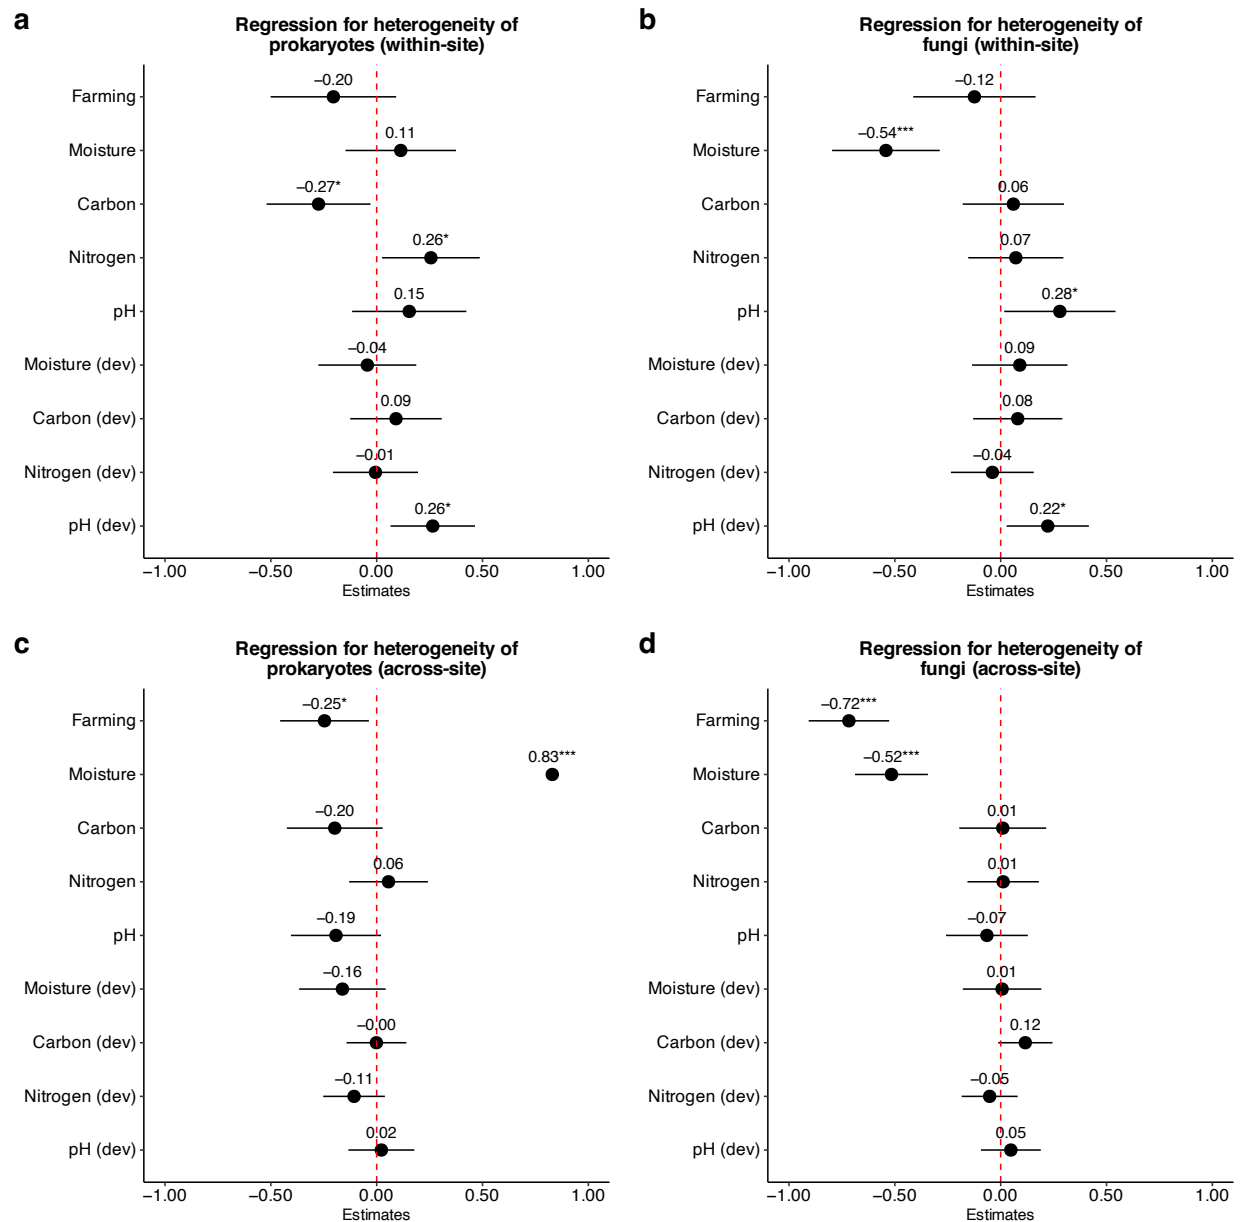 a
Regression for heterogeneity of
prokaryotes (within-site)
Farming
−0.20
Moisture
0.11
Carbon
−0.27*
Nitrogen
0.26*
pH
0.15
Moisture (dev)
−0.04
Carbon (dev)
0.09
Nitrogen (dev)
−0.01
pH (dev)
0.26*
−1.00 −0.50 0.00 0.50 1.00
Estimates
b
Regression for heterogeneity of
fungi (within-site)
Farming
−0.12
Moisture
−0.54***
Carbon
0.06
Nitrogen
0.07
pH
0.28*
Moisture (dev)
0.09
Carbon (dev)
0.08
Nitrogen (dev)
−0.04
pH (dev)
0.22*
−1.00 −0.50 0.00 0.50 1.00
Estimates
c
Regression for heterogeneity of
prokaryotes (across-site)
Farming
−0.25*
Moisture
0.83***
Carbon
−0.20
Nitrogen
0.06
pH
−0.19
Moisture (dev)
−0.16
Carbon (dev)
−0.00
Nitrogen (dev)
−0.11
pH (dev)
0.02
−1.00 −0.50 0.00 0.50 1.00
Estimates
d
Regression for heterogeneity of
fungi (across-site)
Farming
−0.72***
Moisture
−0.52***
Carbon
0.01
Nitrogen
0.01
pH
−0.07
Moisture (dev)
0.01
Carbon (dev)
0.12
Nitrogen (dev)
−0.05
pH (dev)
0.05
−1.00 −0.50 0.00 0.50 1.00
Estimates